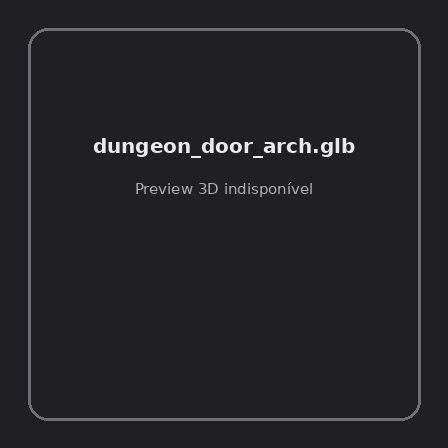 dungeon_door_arch.glb
Preview 3D indisponível